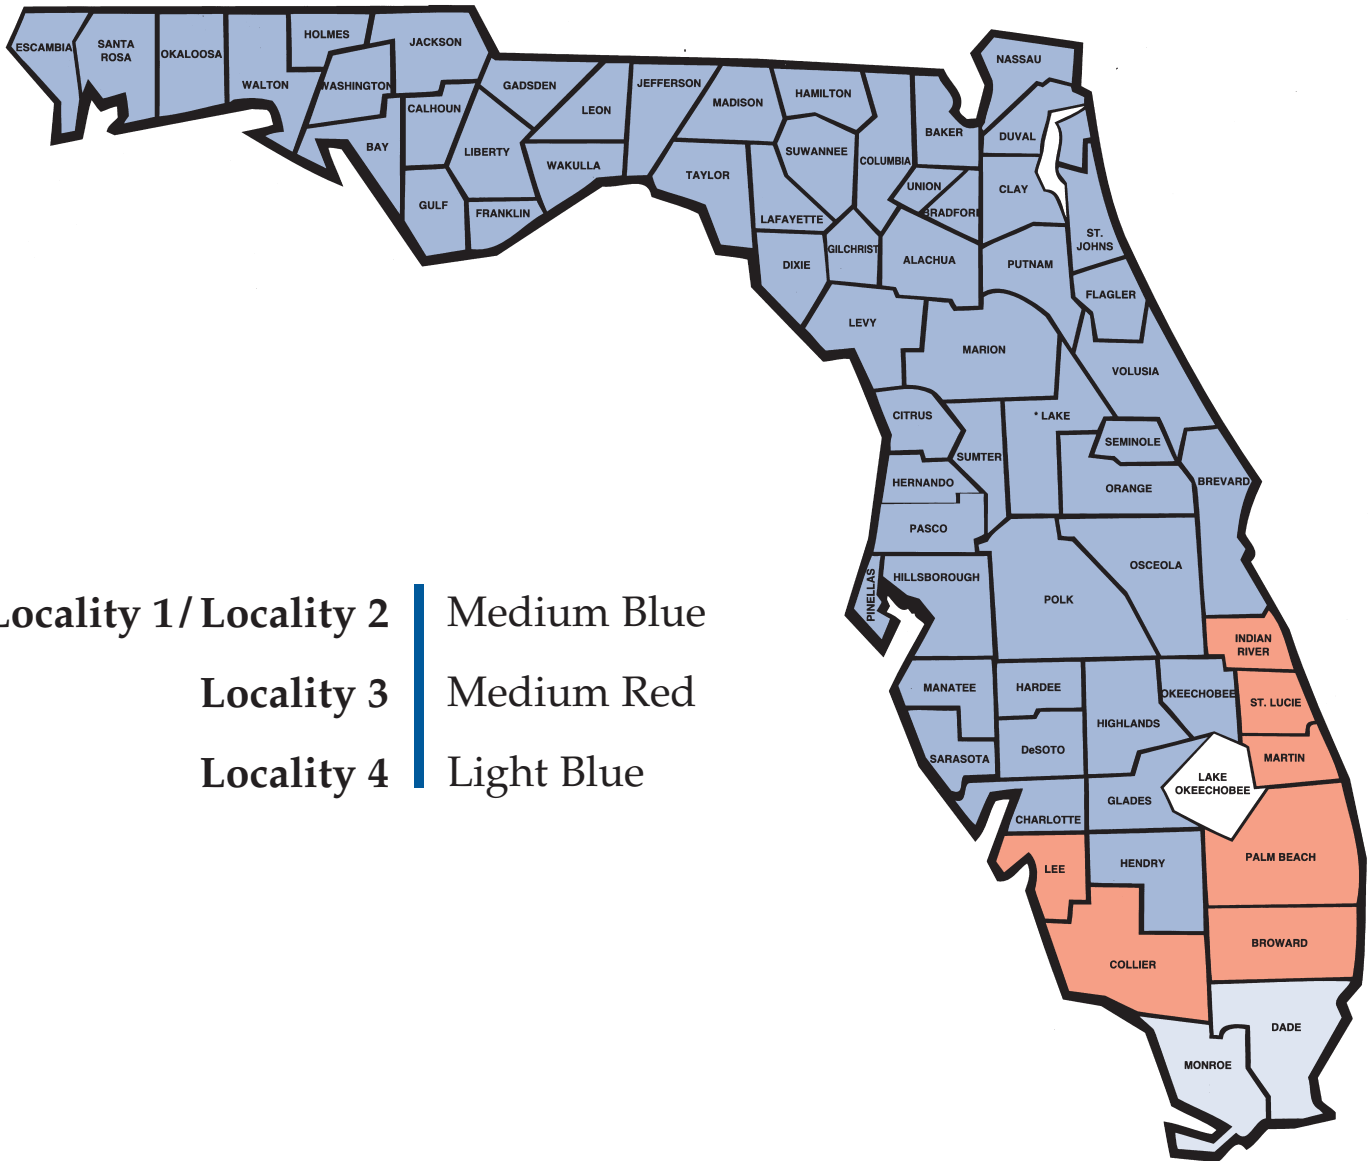 ESCAMBIA
SANTA
ROSA
OKALOOSA
WALTON
HOLMES
WASHINGTON
JACKSON
BAY
CALHOUN
GULF
GADSDEN
LIBERTY
FRANKLIN
LEON
WAKULLA
JEFFERSON
MADISON
TAYLOR
HAMILTON
SUWANNEE
LAFAYETTE
DIXIE
COLUMBIA
GILCHRIST
BAKER
UNION
BRADFORD
ALACHUA
NASSAU
DUVAL
CLAY
ST.
JOHNS
PUTNAM
FLAGLER
LEVY
MARION
VOLUSIA
CITRUS
* LAKE
SUMTER
SEMINOLE
HERNANDO
ORANGE
BREVARD
PASCO
PINELLAS
HILLSBOROUGH
POLK
OSCEOLA
INDIAN
RIVER
MANATEE
HARDEE
HIGHLANDS
OKEECHOBEE
ST. LUCIE
SARASOTA
DeSOTO
MARTIN
LAKE
OKEECHOBEE
CHARLOTTE
GLADES
LEE
HENDRY
PALM BEACH
COLLIER
BROWARD
DADE
MONROE
Locality 1 / Locality 2 Medium Blue
Locality 3 Medium Red
Locality 4 Light Blue